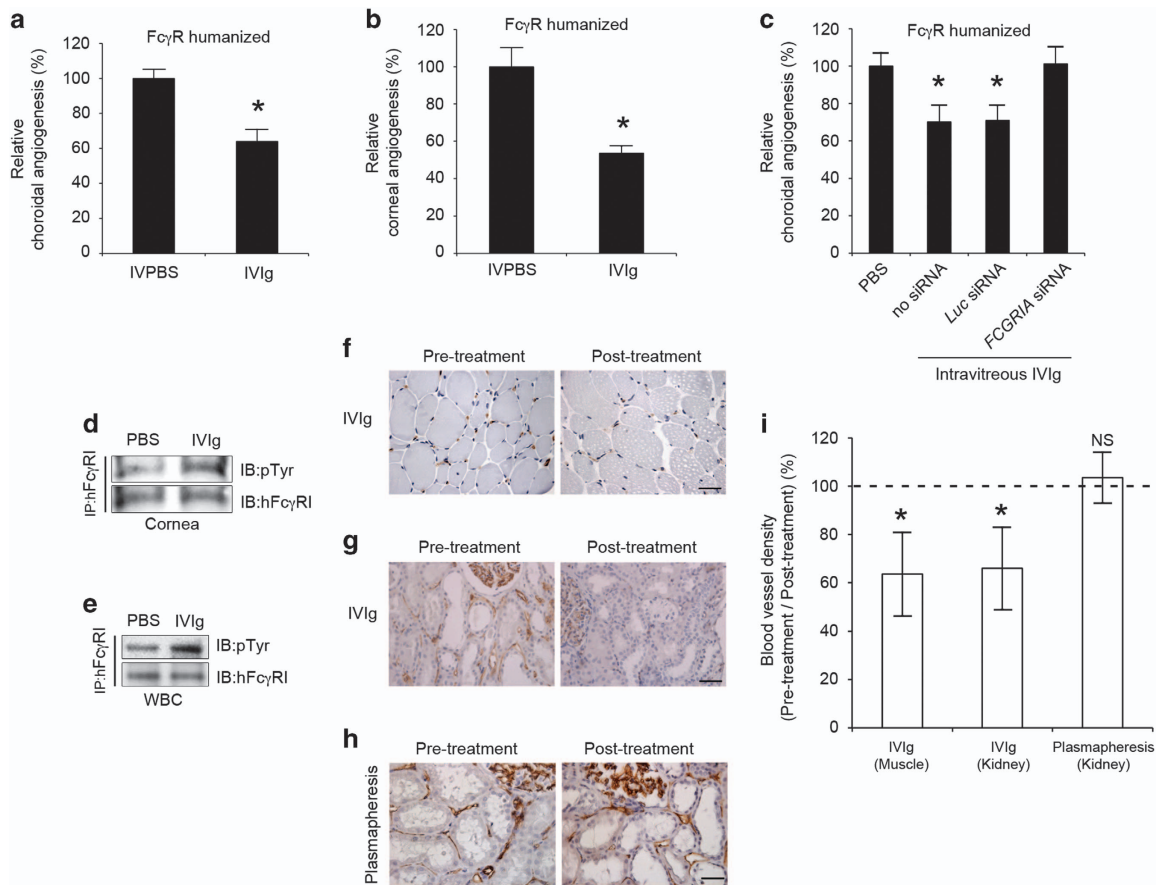 a
FcγR humanized
Relative
choroidal angiogenesis (%)
120
100
80
60
40
20
0
*
IVPBS
IVIg
b
FcγR humanized
Relative
corneal angiogenesis (%)
120
100
80
60
40
20
0
*
IVPBS
IVIg
c
FcγR humanized
Relative
choroidal angiogenesis (%)
120
100
80
60
40
20
0
*
*
PBS
no siRNA
Luc siRNA
FCGRIA siRNA
Intravitreous IVIg
d
PBS IVIg
IP:hFcγRI
IB:pTyr
IB:hFcγRI
Cornea
e
PBS IVIg
IP:hFcγRI
IB:pTyr
IB:hFcγRI
WBC
f
Pre-treatment Post-treatment
IVIg
g
Pre-treatment Post-treatment
IVIg
h
Pre-treatment Post-treatment
Plasmapheresis
i
Blood vessel density
(Pre-treatment / Post-treatment) (%)
120
100
80
60
40
20
0
*
*
NS
IVIg
(Muscle)
IVIg
(Kidney)
Plasmapheresis
(Kidney)